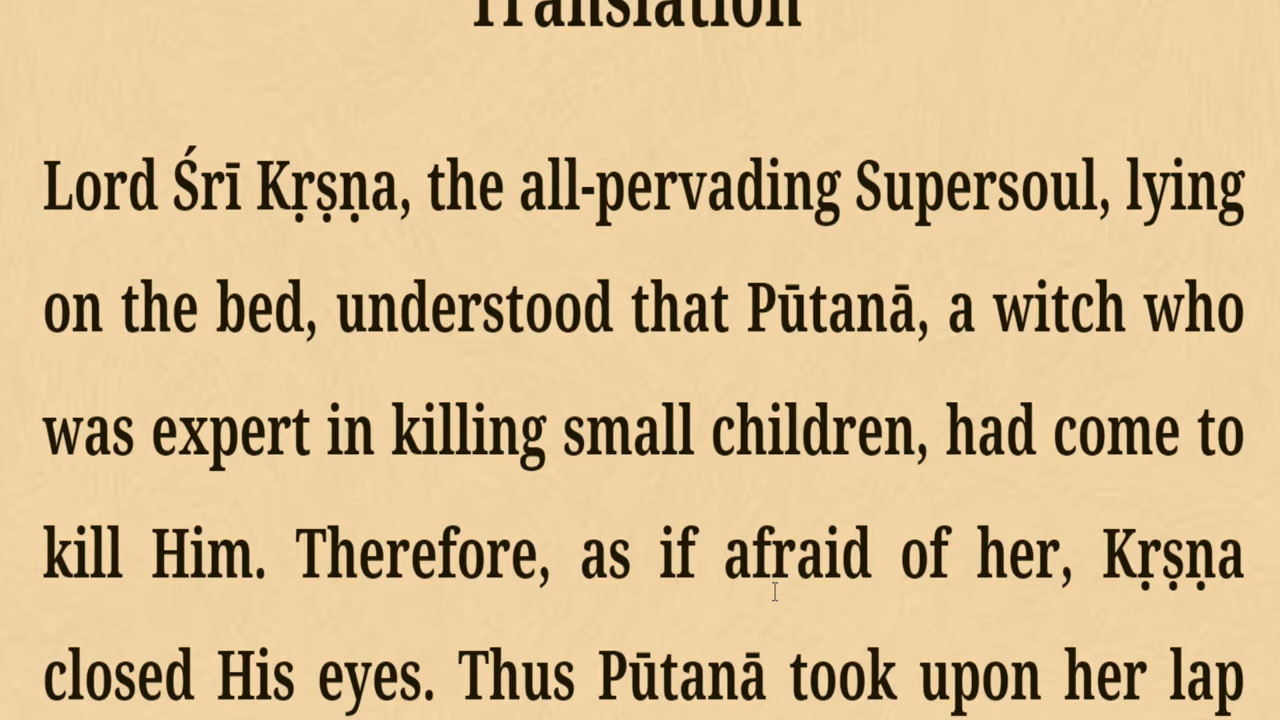 Translation
Lord Śrī Kṛṣṇa, the all-pervading Supersoul, lying
on the bed, understood that Pūtanā, a witch who
was expert in killing small children, had come to
kill Him. Therefore, as if afraid of her, Kṛṣṇa
closed His eyes. Thus Pūtanā took upon her lap